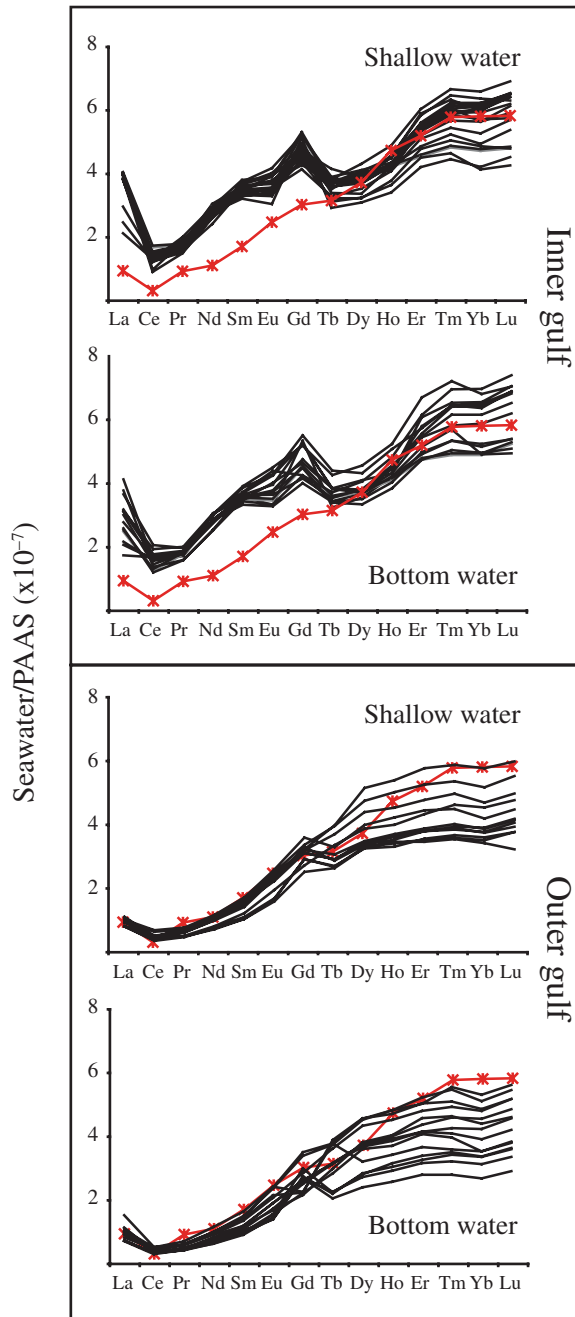 Seawater/PAAS (x10⁻⁷)
Inner gulf
8
6
4
2
Shallow water
La Ce Pr Nd Sm Eu Gd Tb Dy Ho Er Tm Yb Lu
8
6
4
2
Bottom water
La Ce Pr Nd Sm Eu Gd Tb Dy Ho Er Tm Yb Lu
Outer gulf
8
6
4
2
Shallow water
La Ce Pr Nd Sm Eu Gd Tb Dy Ho Er Tm Yb Lu
8
6
4
2
Bottom water
La Ce Pr Nd Sm Eu Gd Tb Dy Ho Er Tm Yb Lu